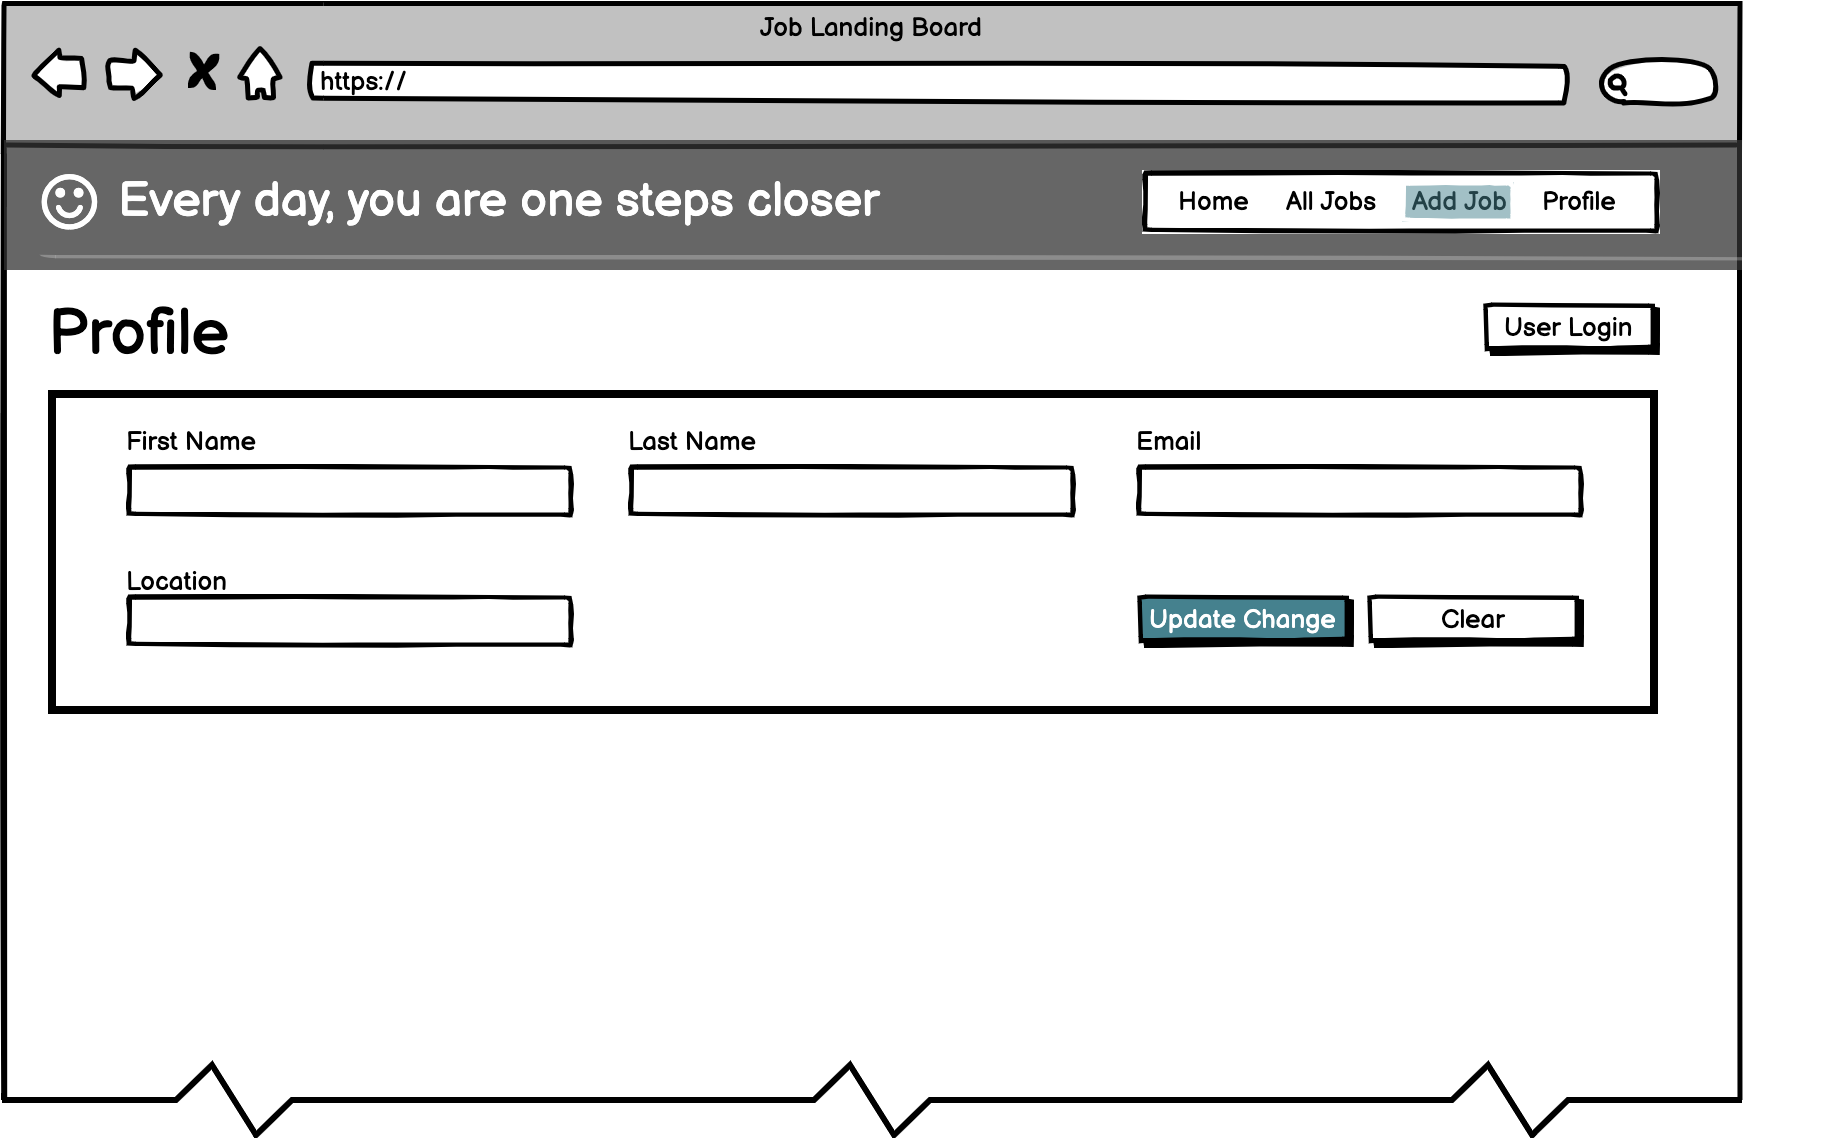 Job Landing Board
https://
Every day, you are one steps closer
Home All Jobs Add Job Profile
Profile
User Login
First Name Last Name Email
Location
Update Change Clear